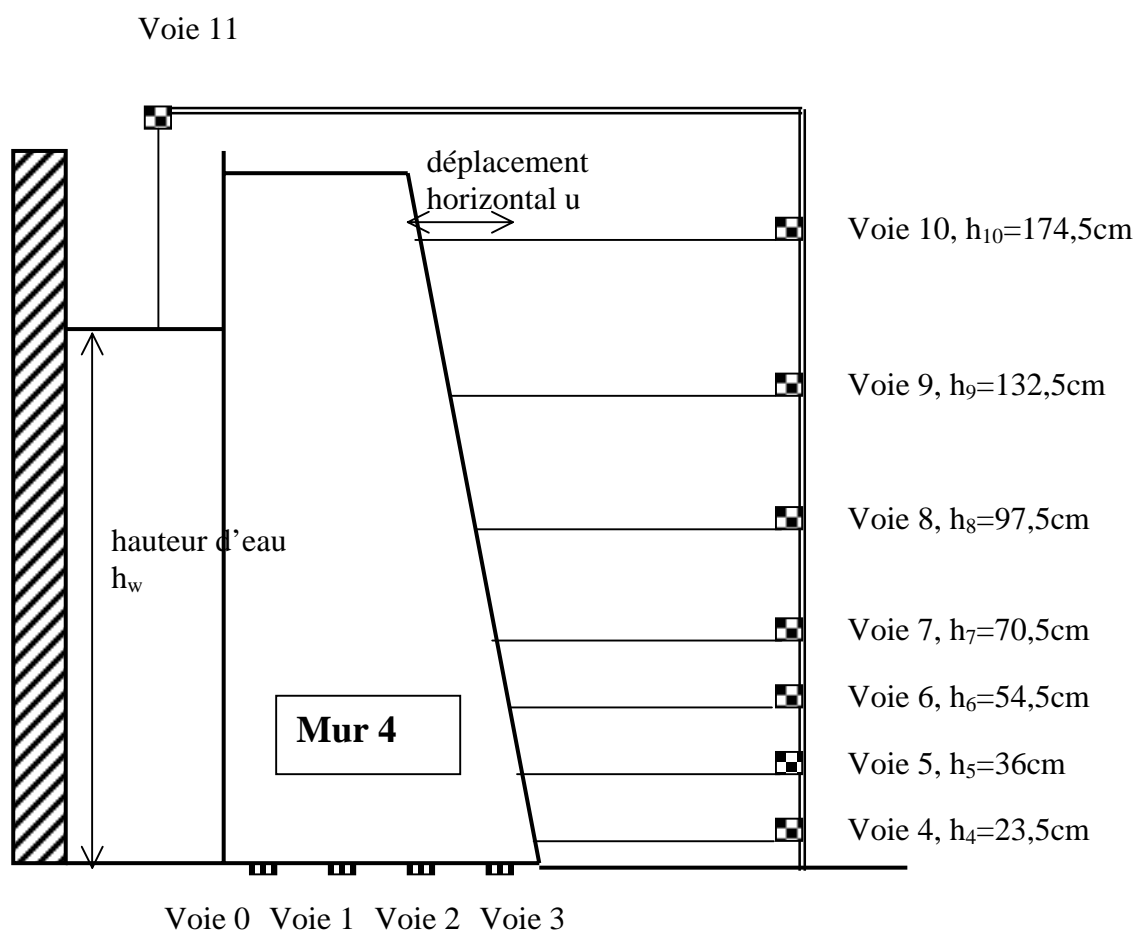 Voie 11
déplacement
horizontal u
Voie 10, h₁₀=174,5cm
Voie 9, h₉=132,5cm
Voie 8, h₈=97,5cm
hauteur d’eau
h_w
Voie 7, h₇=70,5cm
Voie 6, h₆=54,5cm
Mur 4
Voie 5, h₅=36cm
Voie 4, h₄=23,5cm
Voie 0 Voie 1 Voie 2 Voie 3